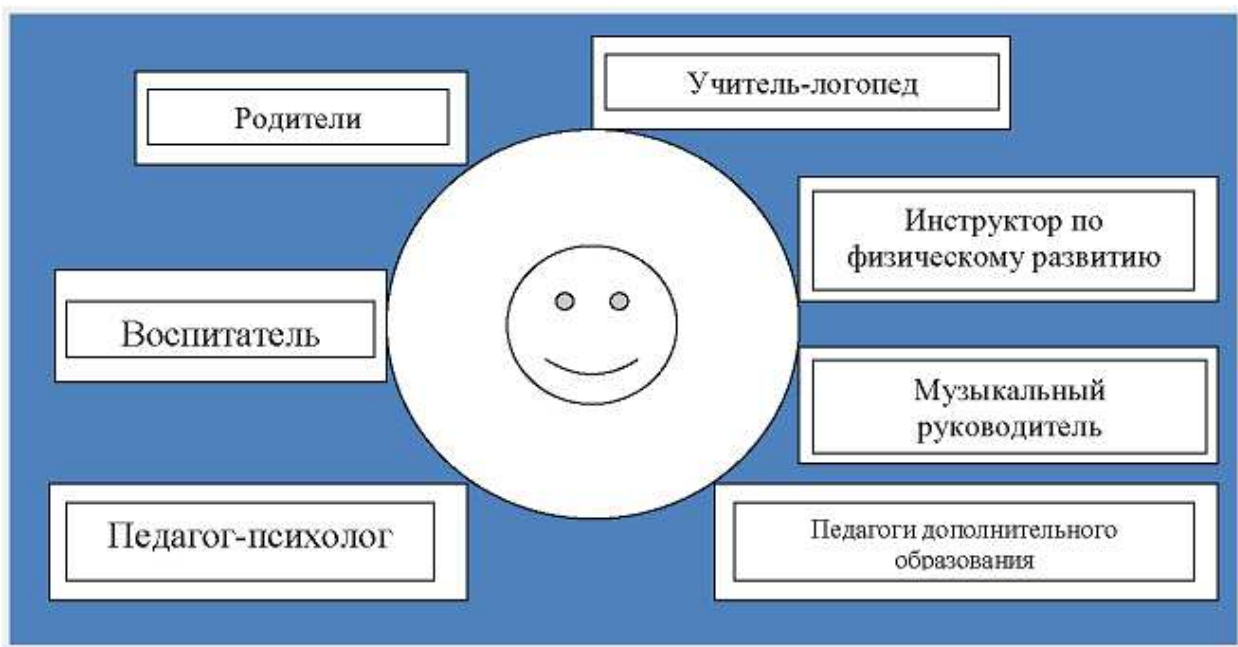 Родители
Учитель-логопед
Инструктор по
физическому развитию
Воспитатель
Музыкальный
руководитель
Педагог-психолог
Педагоги дополнительного
образования